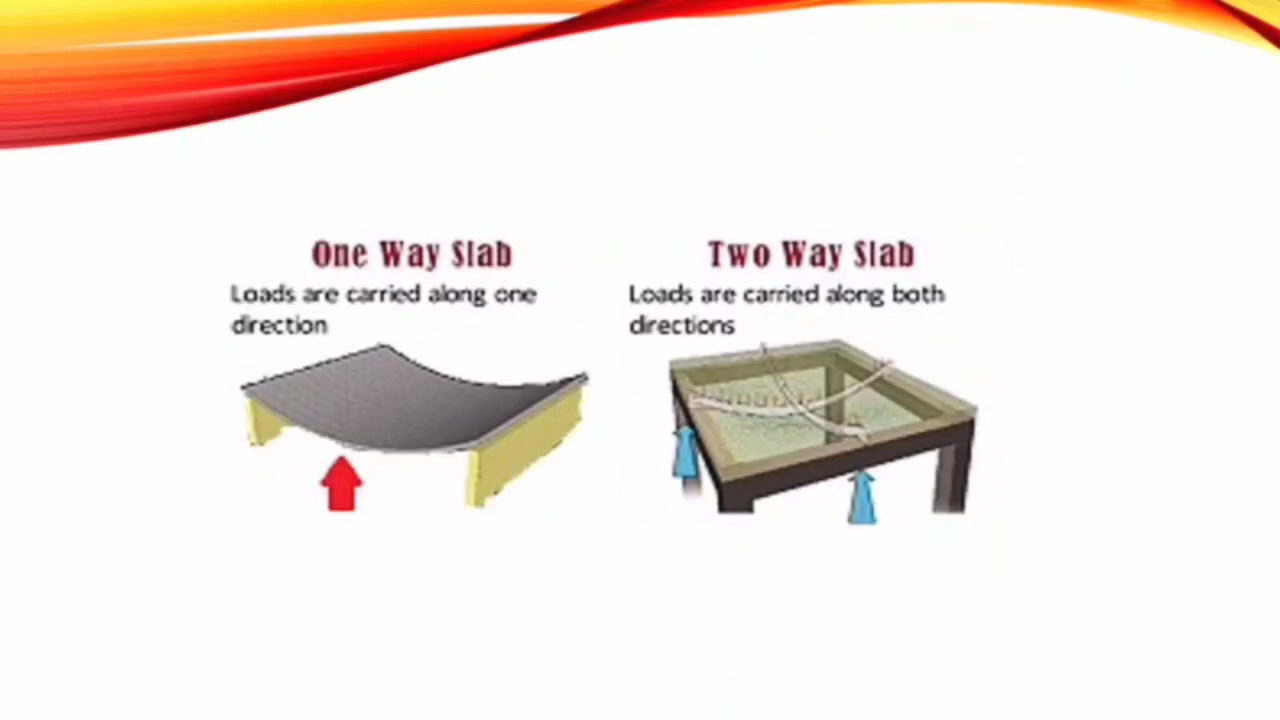 One Way Slab
Loads are carried along one
direction
Two Way Slab
Loads are carried along both
directions